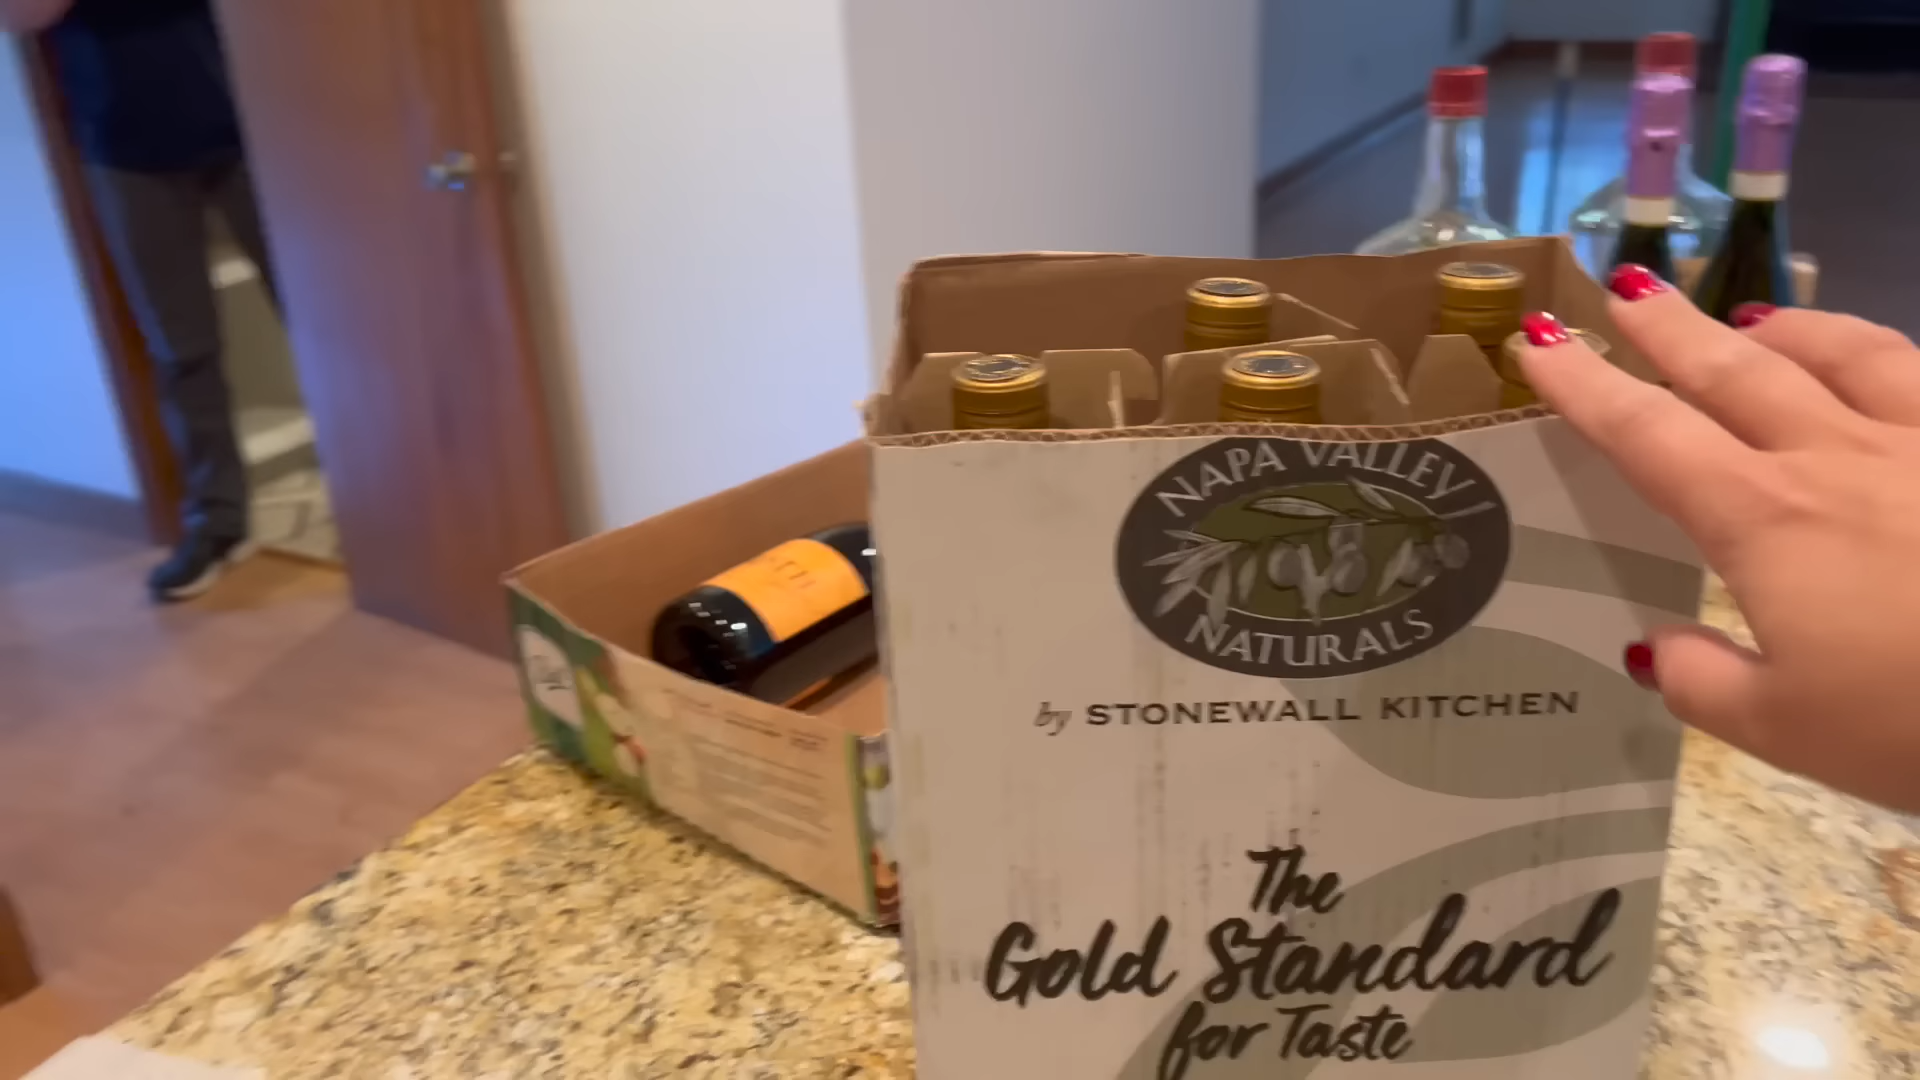 NAPA VALLEY
NATURALS
by STONEWALL KITCHEN
The
Gold Standard
for Taste